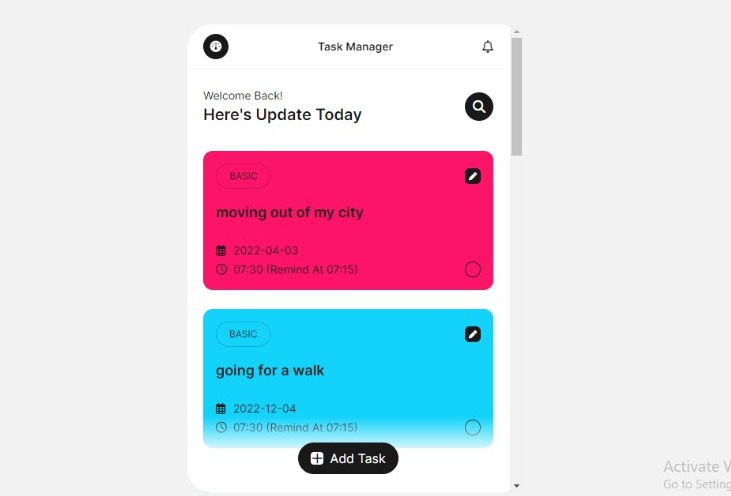 Task Manager
Welcome Back!
Here's Update Today
BASIC
moving out of my city
2022-04-03
07:30 (Remind At 07:15)
BASIC
going for a walk
2022-12-04
07:30 (Remind At 07:15)
Add Task
Activate
Go to Setting